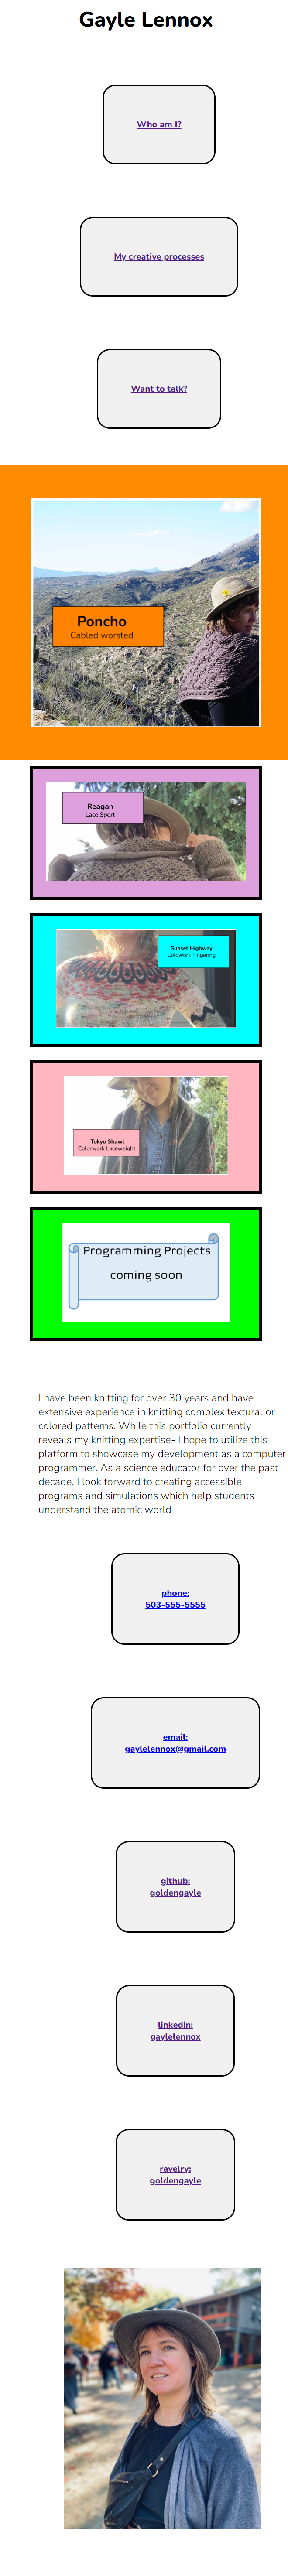 Gayle Lennox
Who am I?
My creative processes
Want to talk?
Poncho
Cabled worsted
Reagan
Lace Sport
Sunset Highway
Colowork Fingering
Tokyo Shawl
Colorwork Laceweight
Programming Projects
coming soon
I have been knitting for over 30 years and have
extensive experience in knitting complex textural or
colored patterns. While this portfolio currently
reveals my knitting expertise- I hope to utilize this
platform to showcase my development as a computer
programmer. As a science educator for over the past
decade, I look forward to creating accessible
programs and simulations which help students
understand the atomic world
phone:
503-555-5555
email:
gaylelennox@gmail.com
github:
goldengayle
linkedin:
gaylelennox
ravelry:
goldengayle